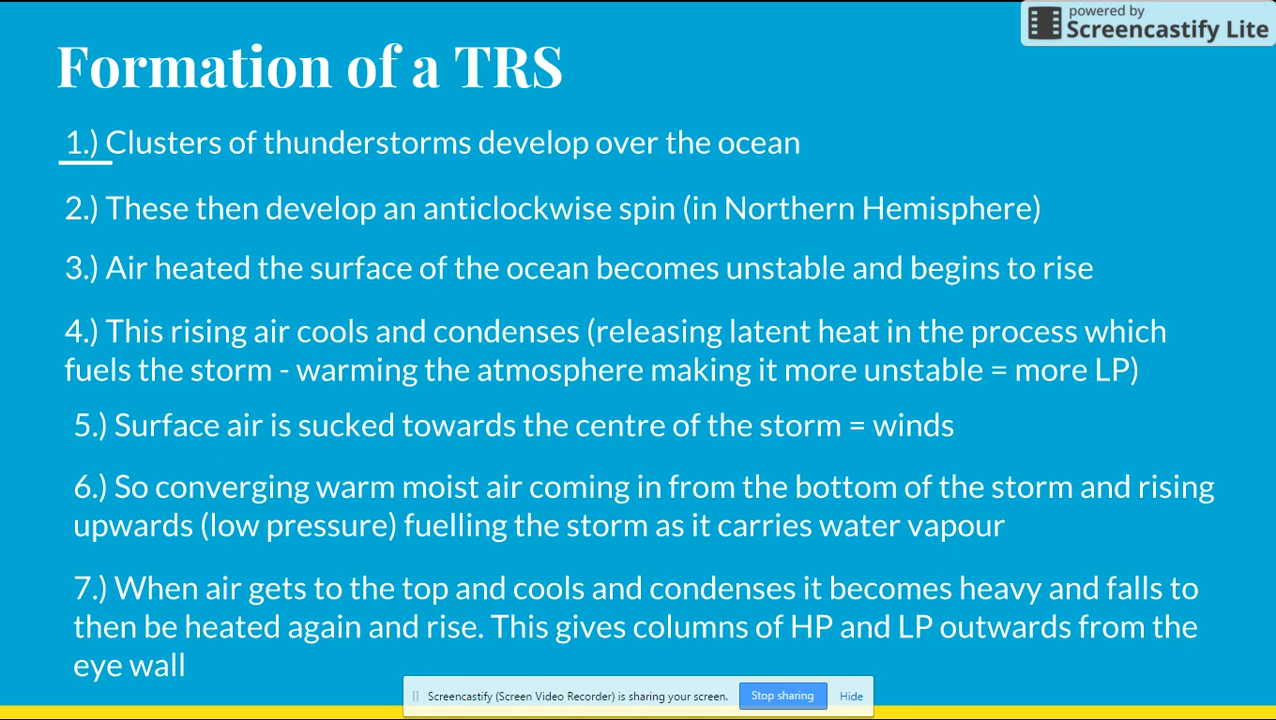 powered by
Screencastify Lite
Formation of a TRS
1.) Clusters of thunderstorms develop over the ocean
2.) These then develop an anticlockwise spin (in Northern Hemisphere)
3.) Air heated the surface of the ocean becomes unstable and begins to rise
4.) This rising air cools and condenses (releasing latent heat in the process which
fuels the storm - warming the atmosphere making it more unstable = more LP)
5.) Surface air is sucked towards the centre of the storm = winds
6.) So converging warm moist air coming in from the bottom of the storm and rising
upwards (low pressure) fuelling the storm as it carries water vapour
7.) When air gets to the top and cools and condenses it becomes heavy and falls to
then be heated again and rise. This gives columns of HP and LP outwards from the
eye wall
Screencastify (Screen Video Recorder) is sharing your screen. Stop sharing Hide